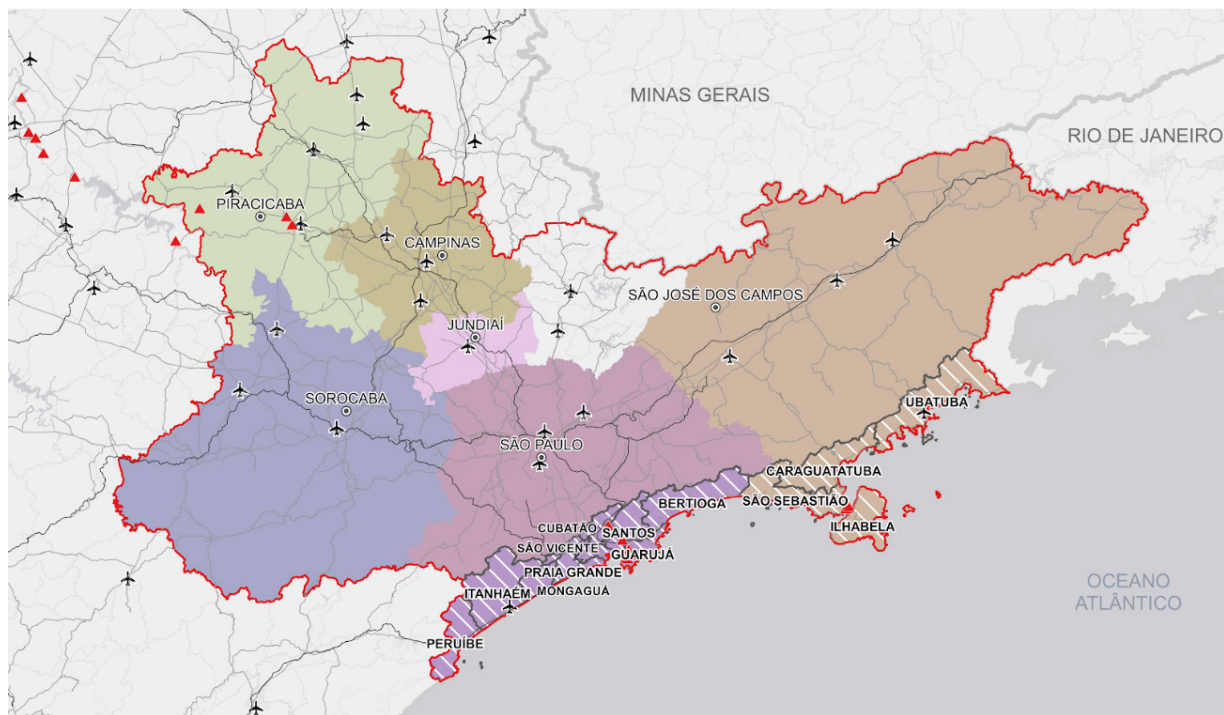 MINAS GERAIS
RIO DE JANEIRO
PIRACICABA
CAMPINAS
SÃO JOSÉ DOS CAMPOS
JUNDIAÍ
SOROCABA
UBATUBA
SÃO PAULO
CARAGUATATUBA
BERTIOGA
SÃO SEBASTIÃO
ILHABELA
CUBATÃO
SANTOS
SÃO VICENTE
GUARUJÁ
PRAIA GRANDE
ITANHAÉM
MONGAGUÁ
PERUÍBE
OCEANO
ATLÂNTICO